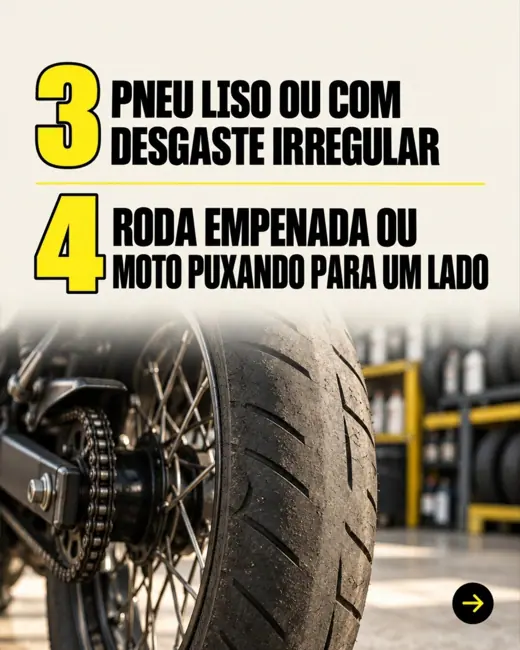 3 PNEU LISO OU COM
DESGASTE IRREGULAR
4 RODA EMPENADA OU
MOTO PUXANDO PARA UM LADO